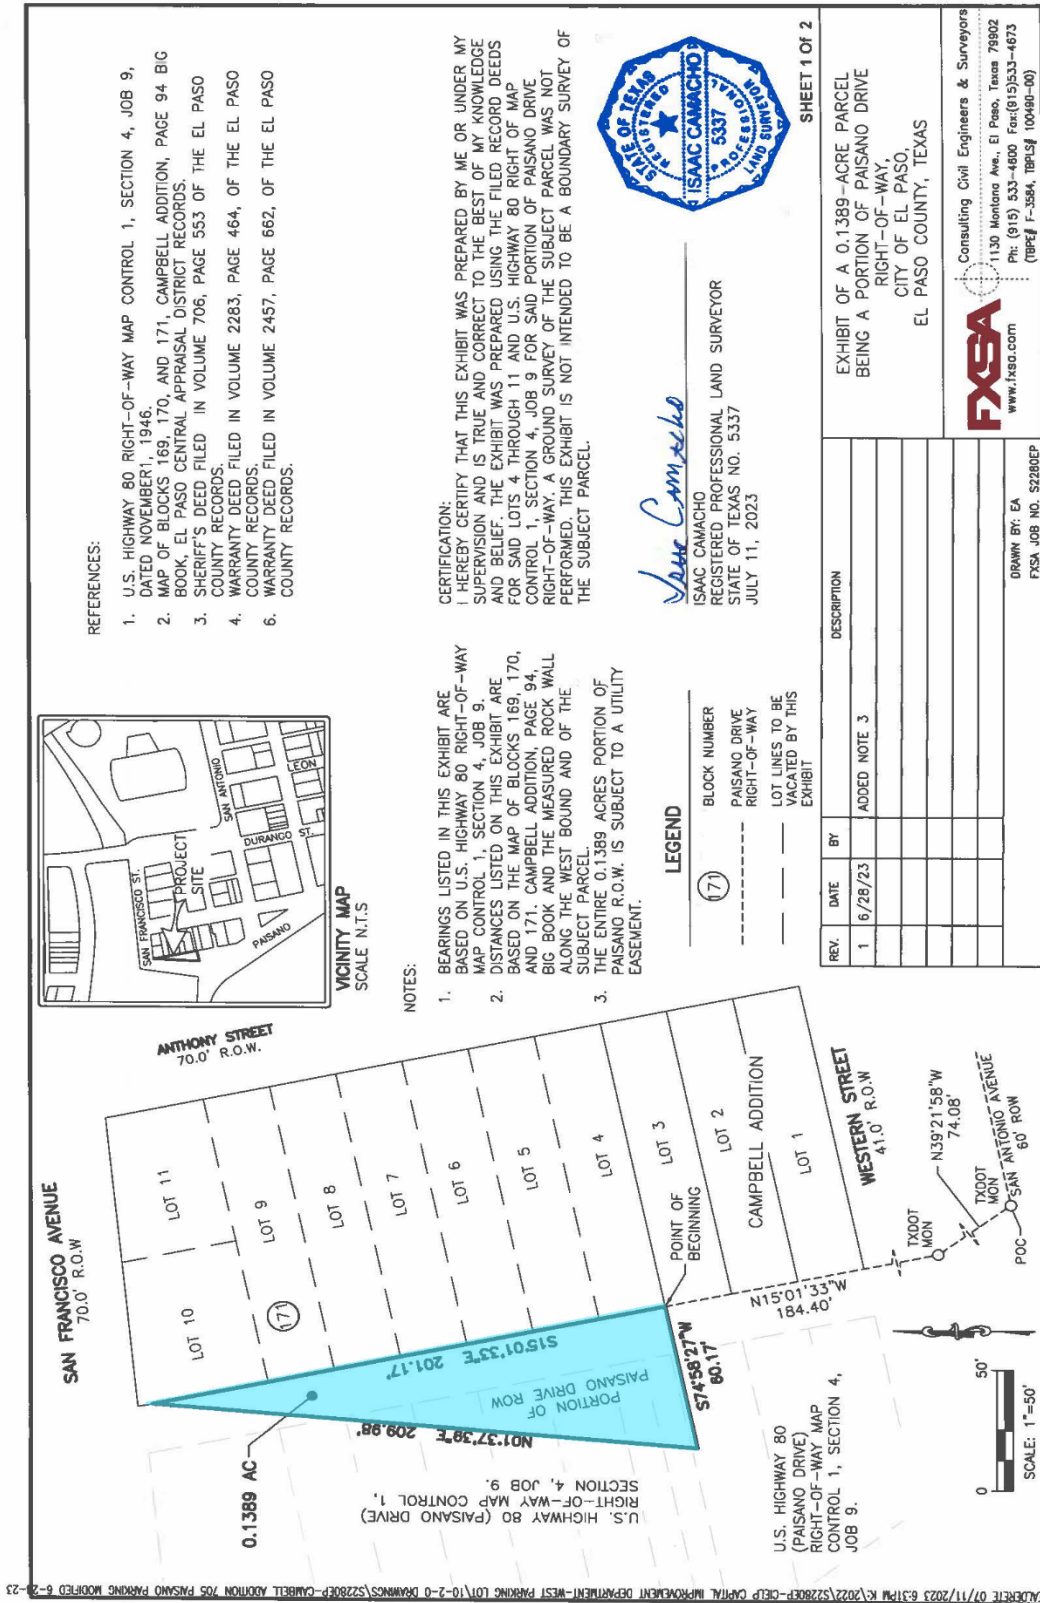 SAN FRANCISCO AVENUE
70.0' R.O.W
ANTHONY STREET
70.0' R.O.W.
LOT 10
LOT 11
171
LOT 9
LOT 8
LOT 7
LOT 6
LOT 5
LOT 4
LOT 3
LOT 2
LOT 1
CAMPBELL ADDITION
0.1389 AC
S15°01'33"E 201.17'
PORTION OF
PAISANO DRIVE ROW
N01°37'39"E 209.98'
S74°58'27"W
60.17'
POINT OF
BEGINNING
U.S. HIGHWAY 80 (PAISANO DRIVE)
RIGHT-OF-WAY MAP CONTROL 1,
SECTION 4, JOB 9.
U.S. HIGHWAY 80
(PAISANO DRIVE)
RIGHT-OF-WAY MAP
CONTROL 1, SECTION 4,
JOB 9.
N15°01'33"W
184.40'
WESTERN STREET
41.0' R.O.W
TXDOT
MON
N39°21'58"W
74.08'
TXDOT
MON
SAN ANTONIO AVENUE
60' ROW
POC
0
50'
SCALE: 1"=50'
SAN FRANCISCO ST.
PROJECT
SITE
SAN ANTONIO
DURANGO ST.
LEON
PAISANO
VICINITY MAP
SCALE N.T.S
NOTES:
1. BEARINGS LISTED IN THIS EXHIBIT ARE
BASED ON U.S. HIGHWAY 80 RIGHT-OF-WAY
MAP CONTROL 1, SECTION 4, JOB 9.
2. DISTANCES LISTED ON THIS EXHIBIT ARE
BASED ON THE MAP OF BLOCKS 169, 170,
AND 171. CAMPBELL ADDITION, PAGE 94,
BIG BOOK AND THE MEASURED ROCK WALL
ALONG THE WEST BOUND AND OF THE
SUBJECT PARCEL.
3. THE ENTIRE 0.1389 ACRES PORTION OF
PAISANO R.O.W. IS SUBJECT TO A UTILITY
EASEMENT.
LEGEND
171
BLOCK NUMBER
PAISANO DRIVE
RIGHT-OF-WAY
LOT LINES TO BE
VACATED BY THIS
EXHIBIT
REFERENCES:
1. U.S. HIGHWAY 80 RIGHT-OF-WAY MAP CONTROL 1, SECTION 4, JOB 9,
DATED NOVEMBER1, 1946.
2. MAP OF BLOCKS 169, 170, AND 171, CAMPBELL ADDITION, PAGE 94 BIG
BOOK, EL PASO CENTRAL APPRAISAL DISTRICT RECORDS.
3. SHERIFF'S DEED FILED IN VOLUME 706, PAGE 553 OF THE EL PASO
COUNTY RECORDS.
4. WARRANTY DEED FILED IN VOLUME 2283, PAGE 464, OF THE EL PASO
COUNTY RECORDS.
6. WARRANTY DEED FILED IN VOLUME 2457, PAGE 662, OF THE EL PASO
COUNTY RECORDS.
CERTIFICATION:
I HEREBY CERTIFY THAT THIS EXHIBIT WAS PREPARED BY ME OR UNDER MY
SUPERVISION AND IS TRUE AND CORRECT TO THE BEST OF MY KNOWLEDGE
AND BELIEF. THE EXHIBIT WAS PREPARED USING THE FILED RECORD DEEDS
FOR SAID LOTS 4 THROUGH 11 AND U.S. HIGHWAY 80 RIGHT OF MAP
CONTROL 1, SECTION 4, JOB 9 FOR SAID PORTION OF PAISANO DRIVE
RIGHT-OF-WAY. A GROUND SURVEY OF THE SUBJECT PARCEL WAS NOT
PERFORMED. THIS EXHIBIT IS NOT INTENDED TO BE A BOUNDARY SURVEY OF
THE SUBJECT PARCEL.
Isaac Camacho
ISAAC CAMACHO
REGISTERED PROFESSIONAL LAND SURVEYOR
STATE OF TEXAS NO. 5337
JULY 11, 2023
STATE OF TEXAS
REGISTERED
ISAAC CAMACHO
5337
PROFESSIONAL
LAND SURVEYOR
SHEET 1 OF 2
REV. DATE BY DESCRIPTION
1 6/28/23 ADDED NOTE 3
DRAWN BY: EA
FXSA JOB NO. S2280EP
EXHIBIT OF A 0.1389-ACRE PARCEL
BEING A PORTION OF PAISANO DRIVE
RIGHT-OF-WAY,
CITY OF EL PASO,
EL PASO COUNTY, TEXAS
FXSA
www.fxsa.com
Consulting Civil Engineers & Surveyors
1130 Montana Ave., El Paso, Texas 79902
Ph: (915) 533-4600 Fax:(915)533-4673
(TBPE# F-3584, TBPLS# 100490-00)